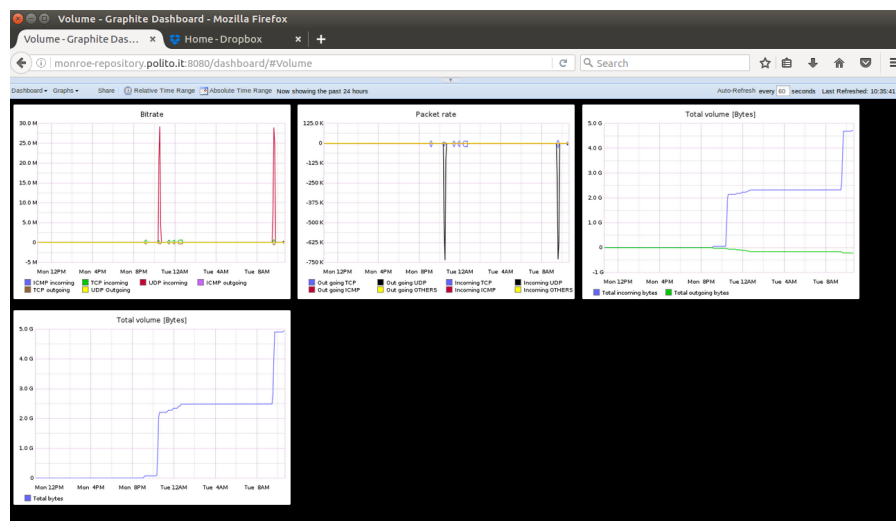 Volume - Graphite Dashboard - Mozilla Firefox
Volume - Graphite Das... × Home - Dropbox × +
monroe-repository.polito.it:8080/dashboard/#Volume Search
Dashboard Graphs Share Relative Time Range Absolute Time Range Now showing the past 24 hours Auto-Refresh every 60 seconds Last Refreshed: 10:35:41
Bitrate
30.0 M
25.0 M
20.0 M
15.0 M
10.0 M
5.0 M
0
-5 M
Mon 12PM Mon 4PM Mon 8PM Tue 12AM Tue 4AM Tue 8AM
ICMP incoming TCP incoming UDP incoming ICMP outgoing
TCP outgoing UDP Outgoing
Packet rate
125.0 K
0
-125 K
-250 K
-375 K
-500 K
-625 K
-750 K
Mon 12PM Mon 4PM Mon 8PM Tue 12AM Tue 4AM Tue 8AM
Out going TCP Out going UDP Incoming TCP Incoming UDP
Out going ICMP Out going OTHERS Incoming ICMP Incoming OTHERS
Total volume [Bytes]
5.0 G
4.0 G
3.0 G
2.0 G
1.0 G
0
-1 G
Mon 12PM Mon 4PM Mon 8PM Tue 12AM Tue 4AM Tue 8AM
Total incoming bytes Total outgoing bytes
Total volume [Bytes]
5.0 G
4.0 G
3.0 G
2.0 G
1.0 G
0
Mon 12PM Mon 4PM Mon 8PM Tue 12AM Tue 4AM Tue 8AM
Total bytes